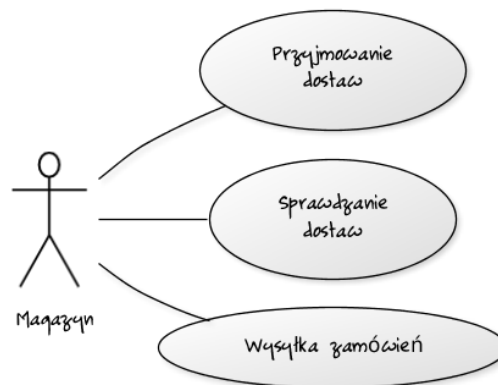 Przyjmowanie
dostaw
Sprawdzanie
dostaw
Magazyn
Wysyłka zamówień